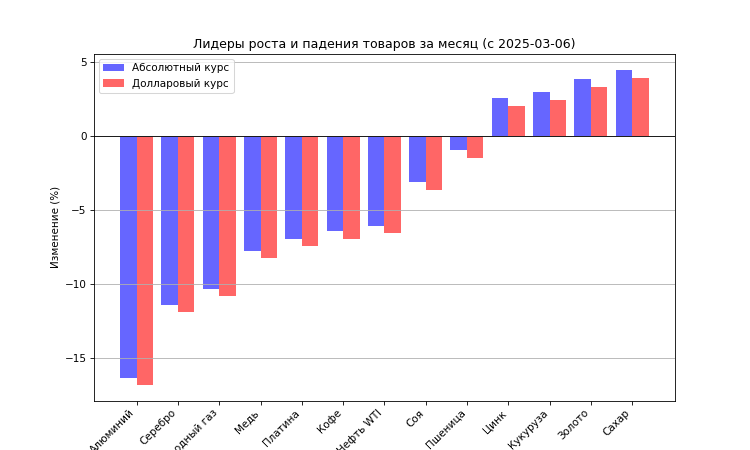 Лидеры роста и падения товаров за месяц (с 2025-03-06)
Абсолютный курс
Долларовый курс
Изменение (%)
5
0
−5
−10
−15
Алюминий
Серебро
одный газ
Медь
Платина
Кофе
Нефть WTI
Соя
Пшеница
Цинк
Кукуруза
Золото
Сахар